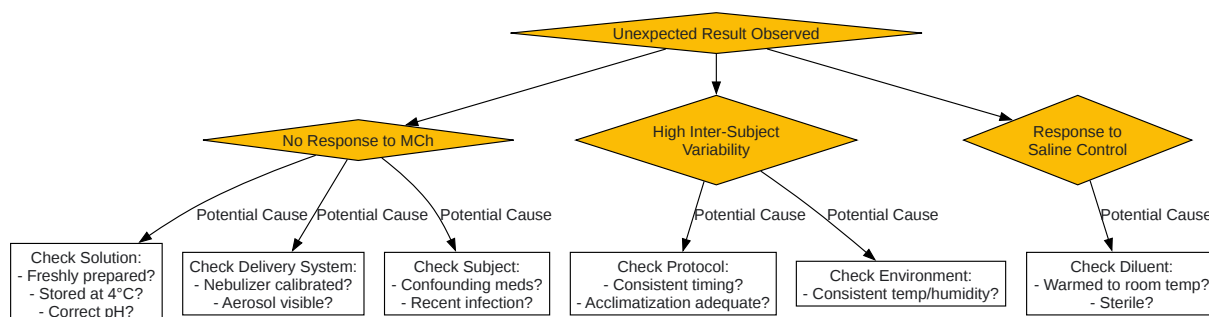 Unexpected Result Observed
No Response to MCh
High Inter-Subject
Variability
Response to
Saline Control
Potential Cause
Potential Cause
Potential Cause
Potential Cause
Potential Cause
Potential Cause
Check Solution:
- Freshly prepared?
- Stored at 4°C?
- Correct pH?
Check Delivery System:
- Nebulizer calibrated?
- Aerosol visible?
Check Subject:
- Confounding meds?
- Recent infection?
Check Protocol:
- Consistent timing?
- Acclimatization adequate?
Check Environment:
- Consistent temp/humidity?
Check Diluent:
- Warmed to room temp?
- Sterile?